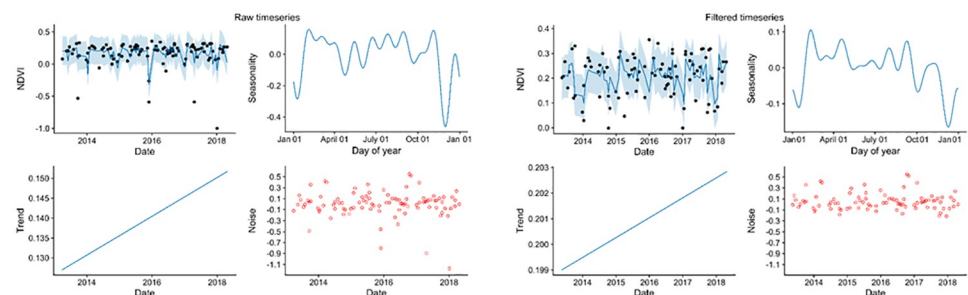 Raw timeseries
Filtered timeseries
NDVI
0.5
0.0
-0.5
-1.0
2014
2016
2018
Date
Seasonality
0.0
-0.2
-0.4
Jan 01
April 01
July 01
Oct 01
Jan 01
Day of year
NDVI
0.4
0.3
0.2
0.1
0.0
2014
2015
2016
2017
2018
Date
Seasonality
0.1
0.0
-0.1
Jan 01
April 01
July 01
Oct01
Jan 01
Day of year
Trend
0.150
0.145
0.140
0.135
0.130
2014
2016
2018
Date
Noise
0.5
0.3
0.1
-0.1
-0.3
-0.5
-0.7
-0.9
-1.1
2014
2016
2018
Date
Trend
0.203
0.202
0.201
0.200
0.199
2014
2015
2016
2017
2018
Date
Noise
0.5
0.3
0.1
-0.1
-0.3
-0.5
-0.7
-0.9
-1.1
2014
2015
2016
2017
2018
Date